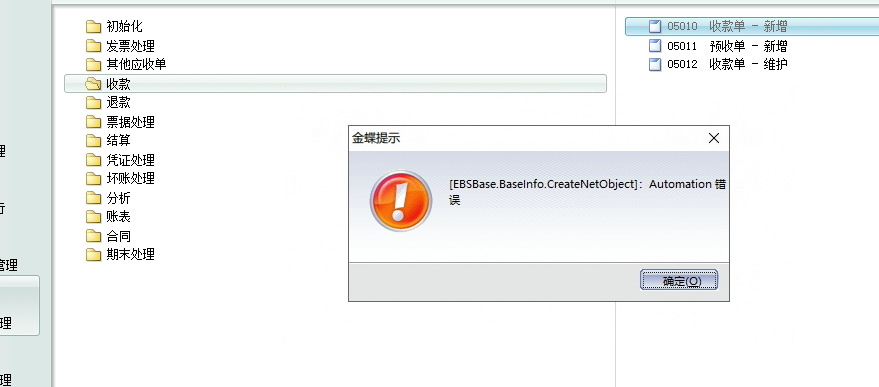 初始化
发票处理
其他应收单
收款
退款
票据处理
结算
凭证处理
坏账处理
分析
账表
合同
期末处理
05010 收款单 - 新增
05011 预收单 - 新增
05012 收款单 - 维护
金蝶提示
[EBSBase.BaseInfo.CreateNetObject]: Automation 错
误
确定(O)
理
行
管理
理
理